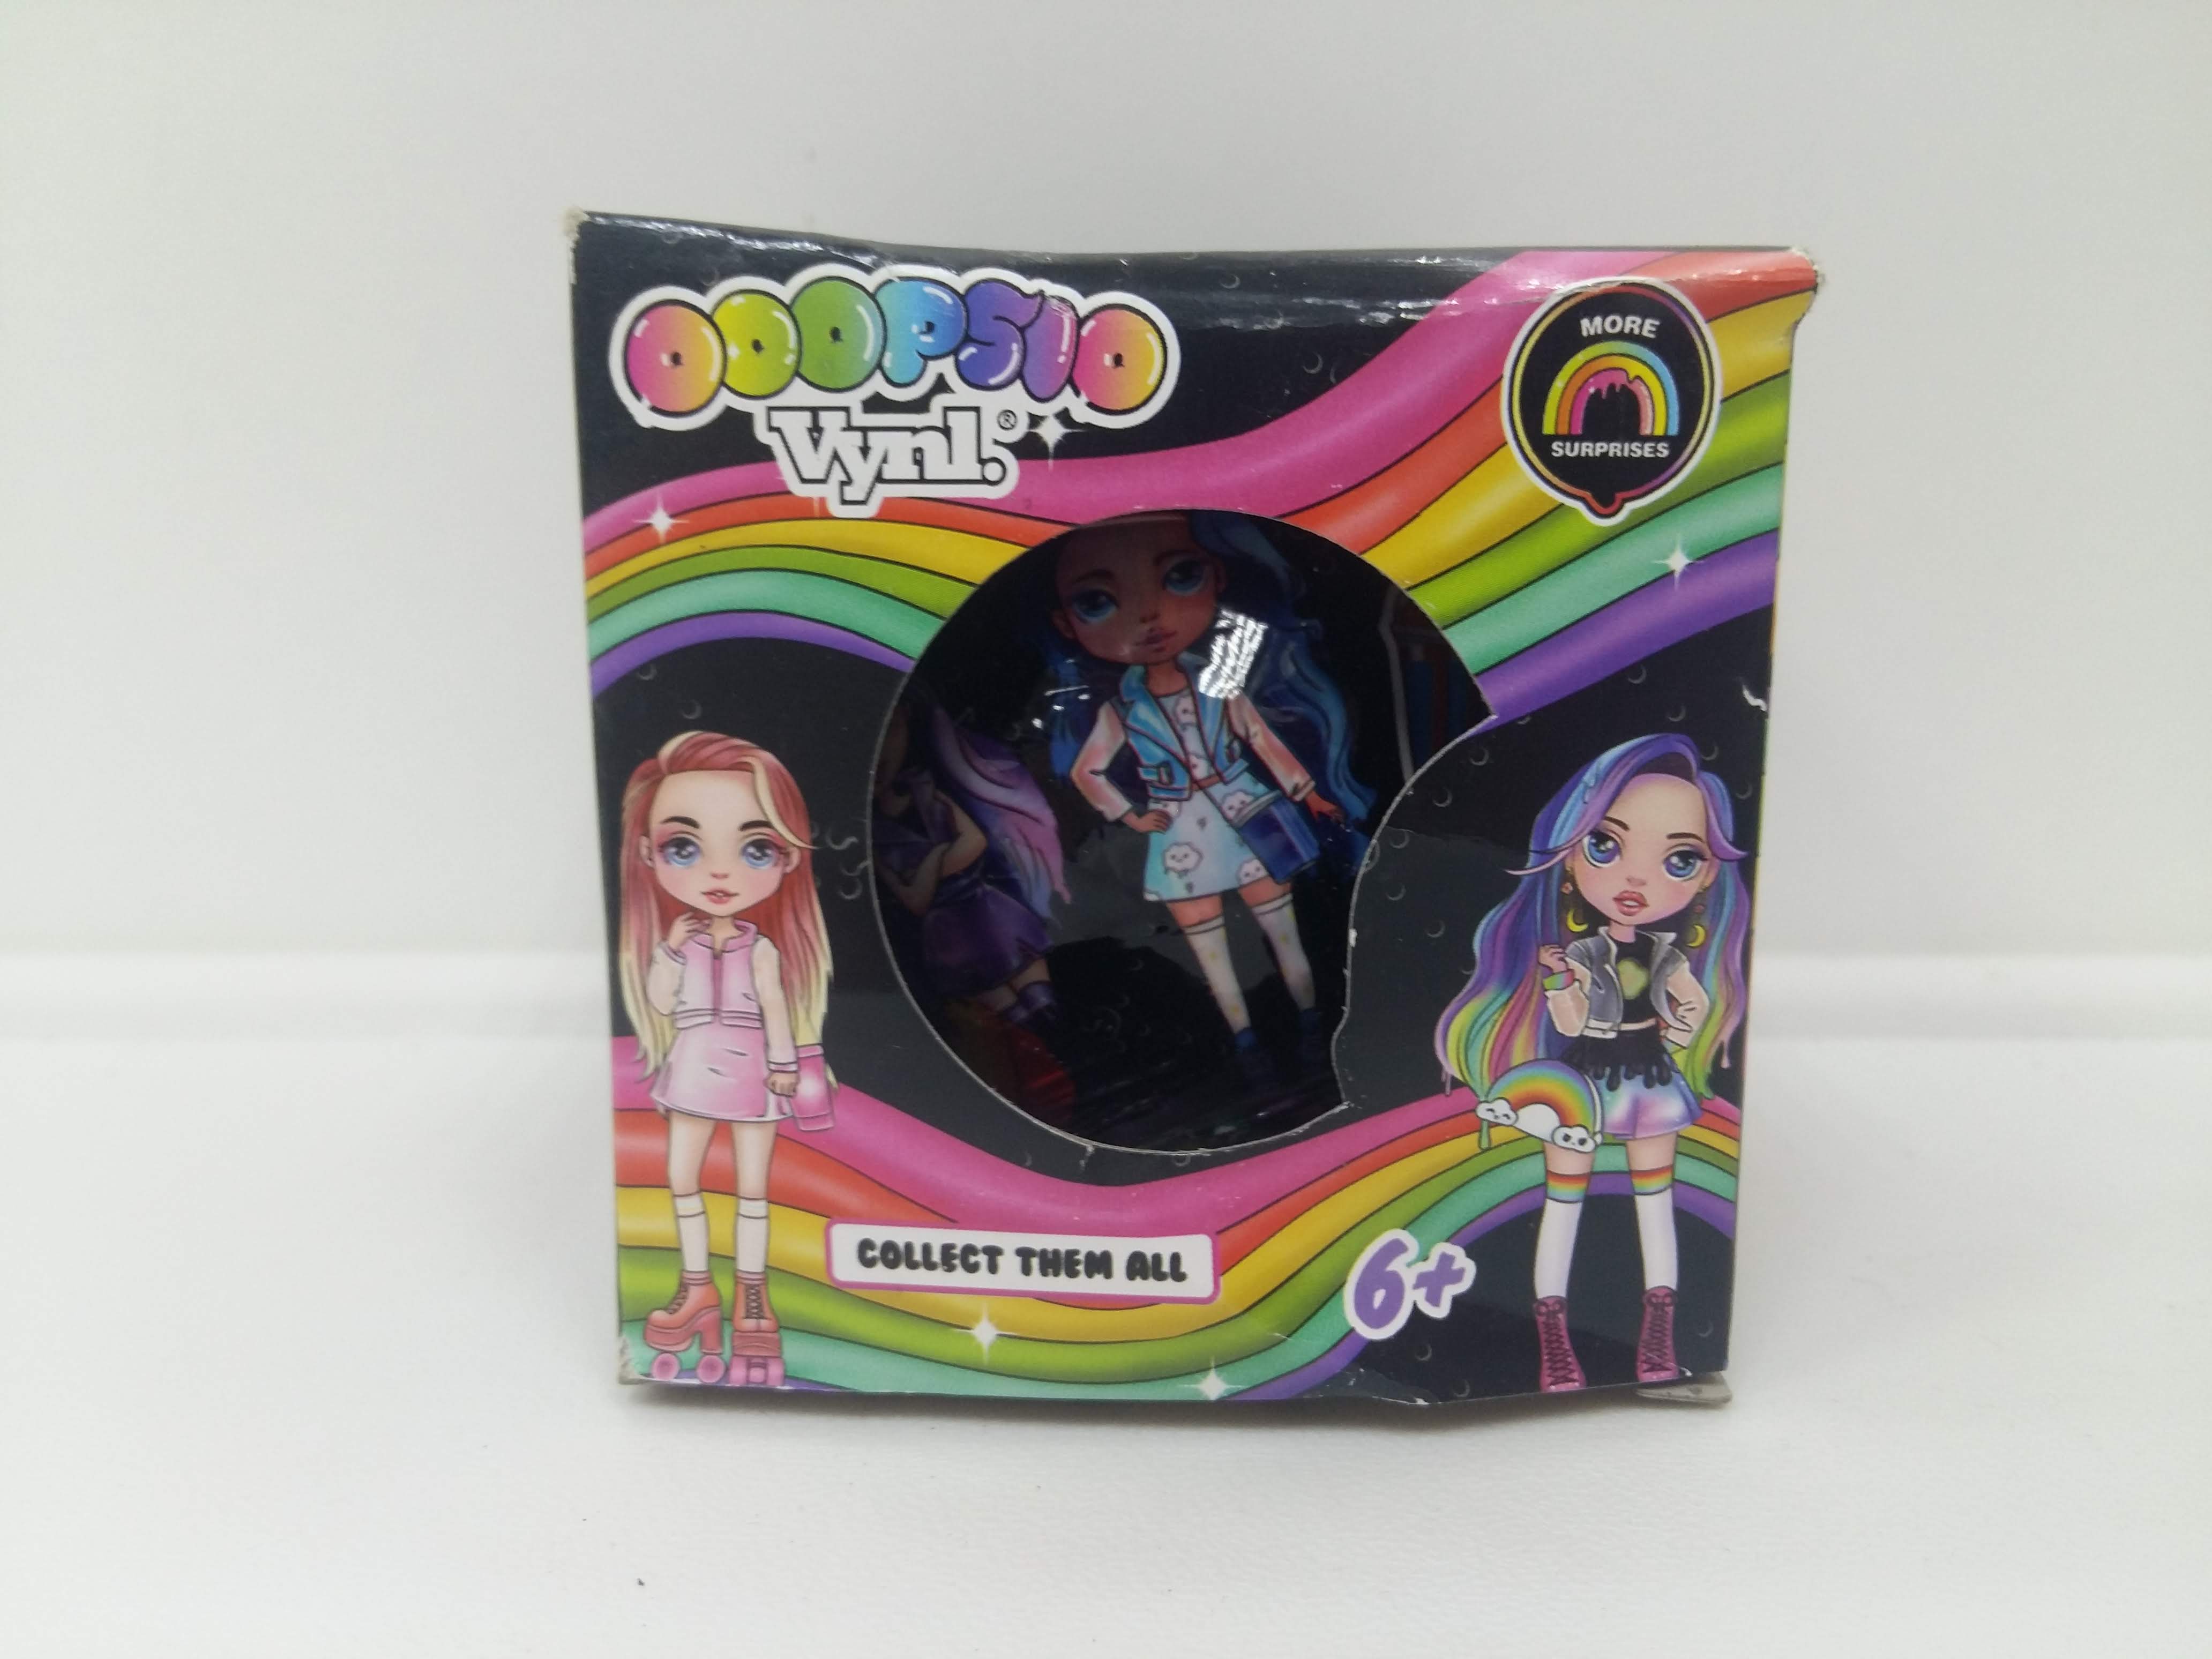 OOOPSIO
Vynl.®
MORE
SURPRISES
COLLECT THEM ALL
6+